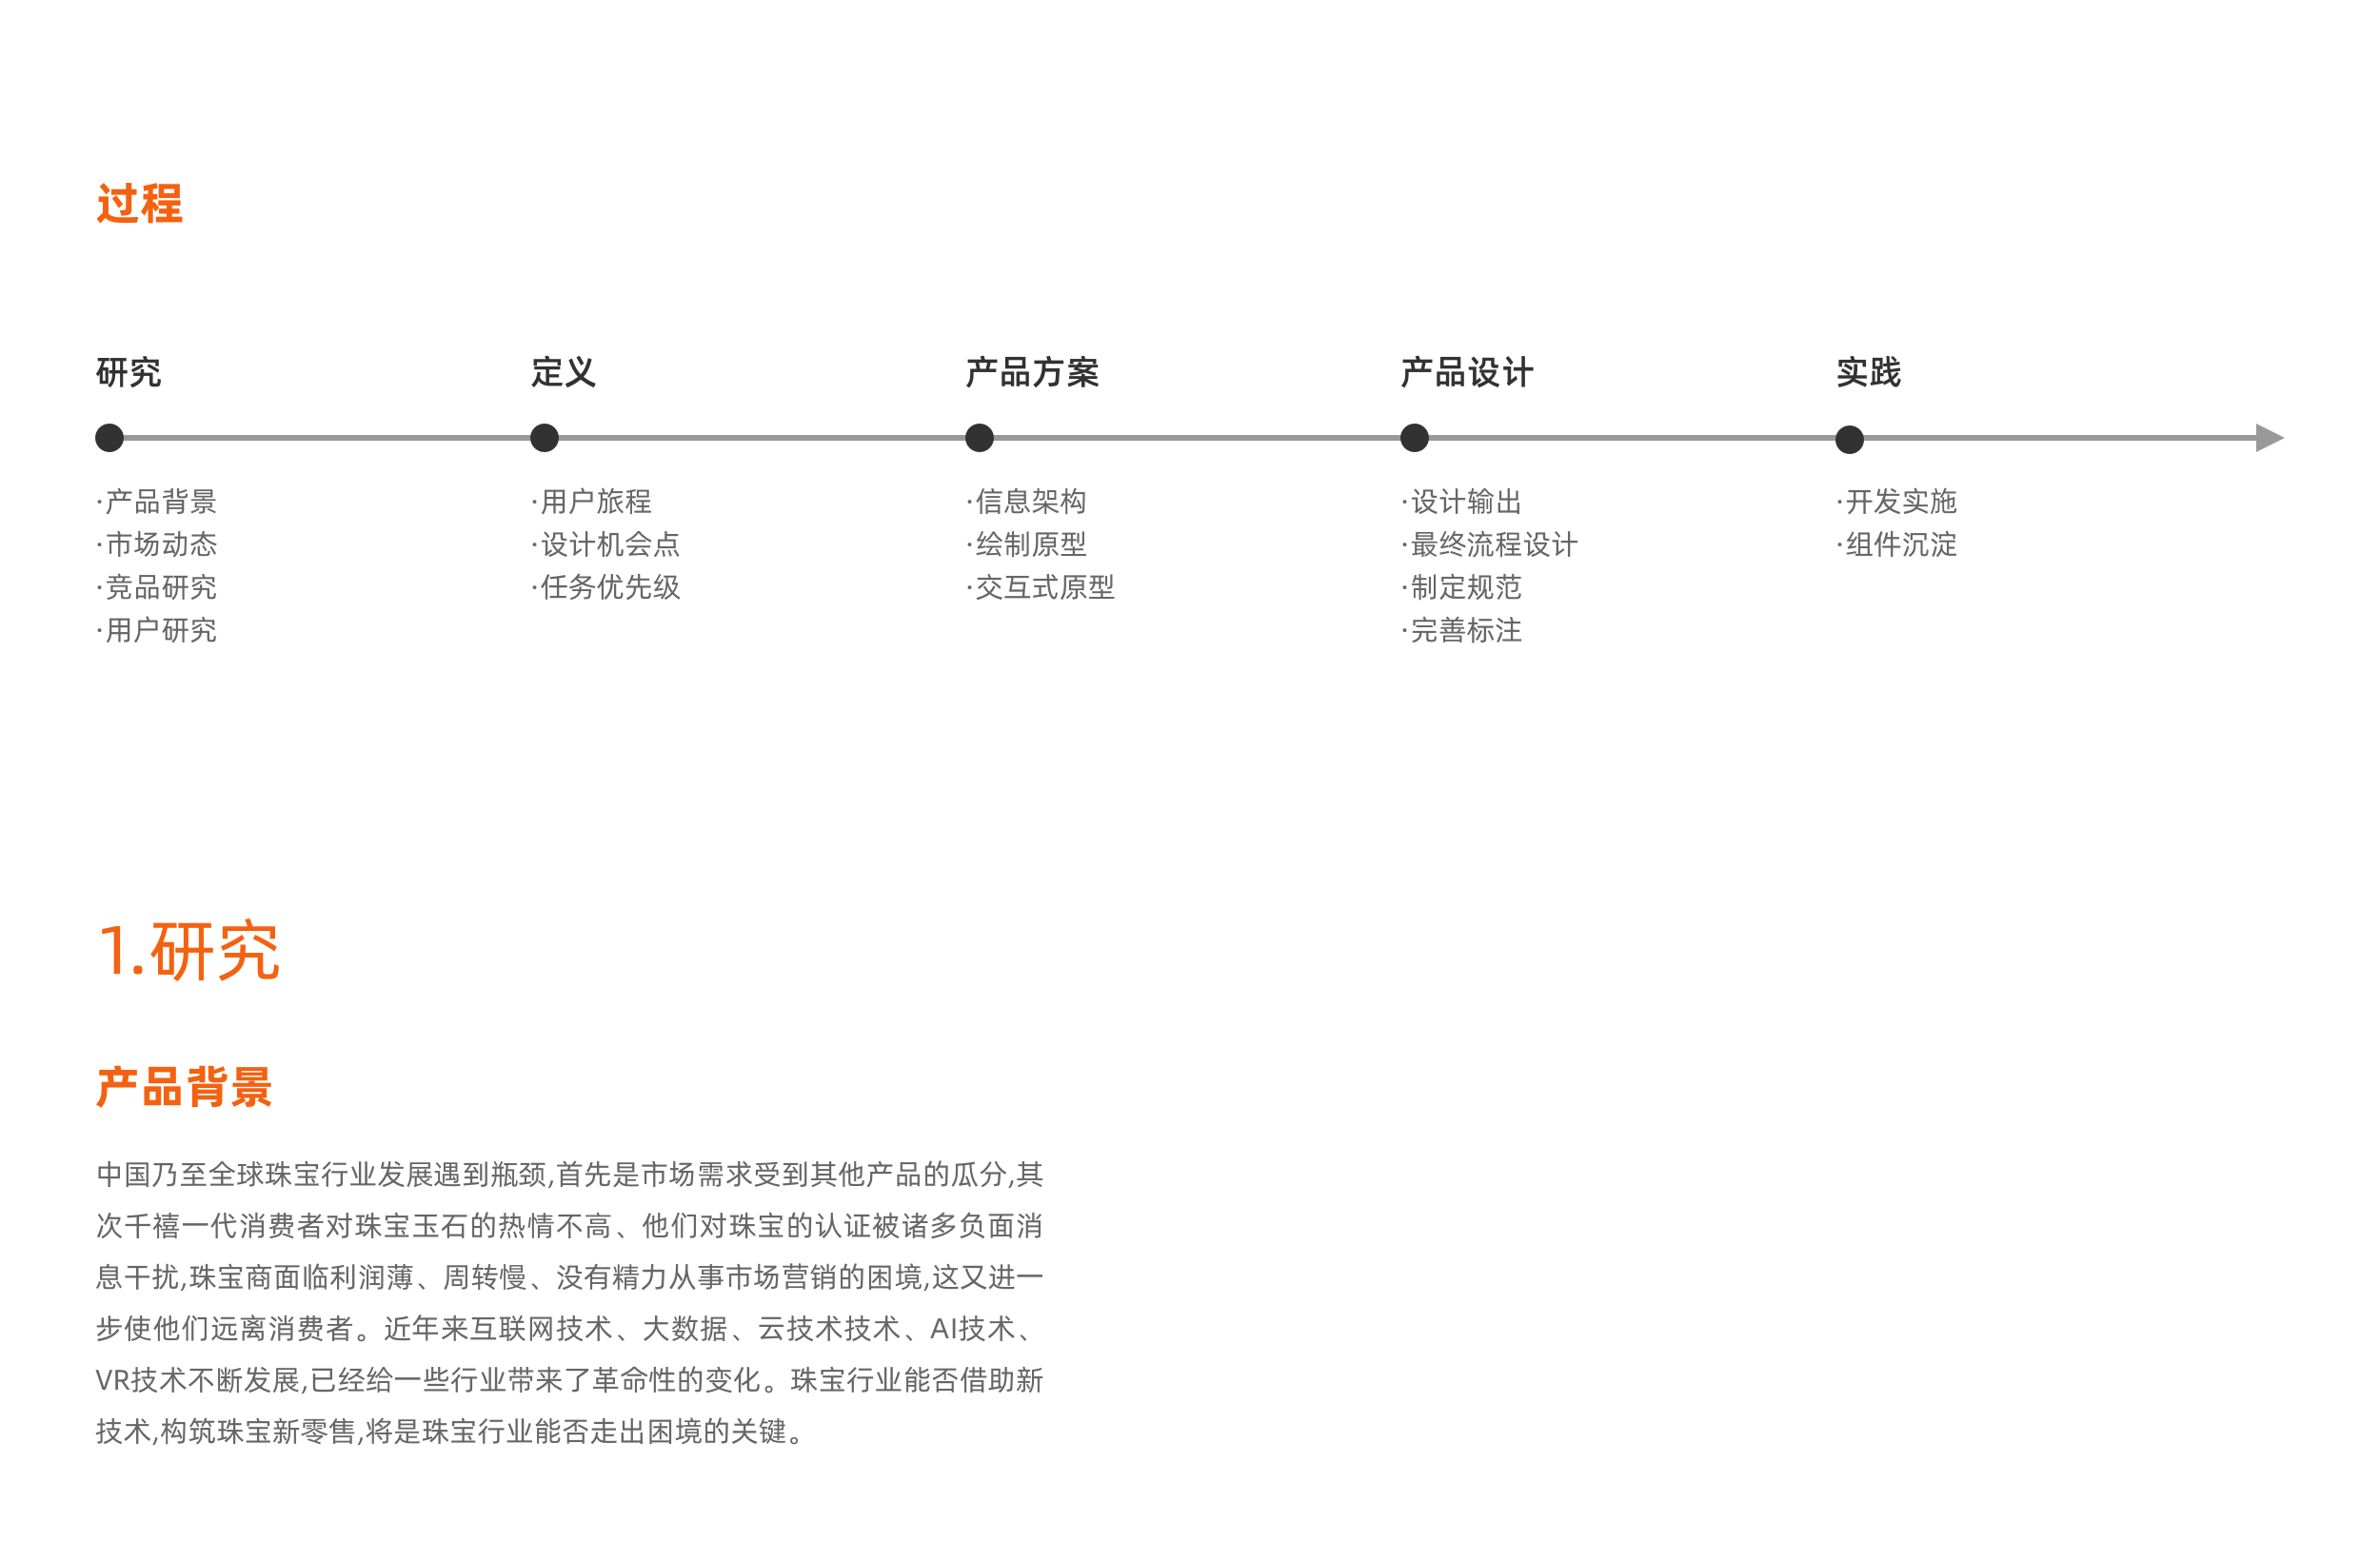 过程
研究
定义
产品方案
产品设计
实践
·产品背景
·市场动态
·竞品研究
·用户研究
·用户旅程
·设计机会点
·任务优先级
·信息架构
·绘制原型
·交互原型
·设计输出
·最终流程设计
·制定规范
·完善标注
·开发实施
·组件沉淀
1.研究
产品背景
中国乃至全球珠宝行业发展遇到瓶颈,首先是市场需求受到其他产品的瓜分,其
次千禧一代消费者对珠宝玉石的热情不高、他们对珠宝的认证被诸多负面消
息干扰,珠宝商面临利润薄、周转慢、没有精力从事市场营销的困境,这又进一
步使他们远离消费者。近年来互联网技术、大数据、云技术技术、AI技术、
VR技术不断发展,已经给一些行业带来了革命性的变化。珠宝行业能否借助新
技术,构筑珠宝新零售,将是珠宝行业能否走出困境的关键。